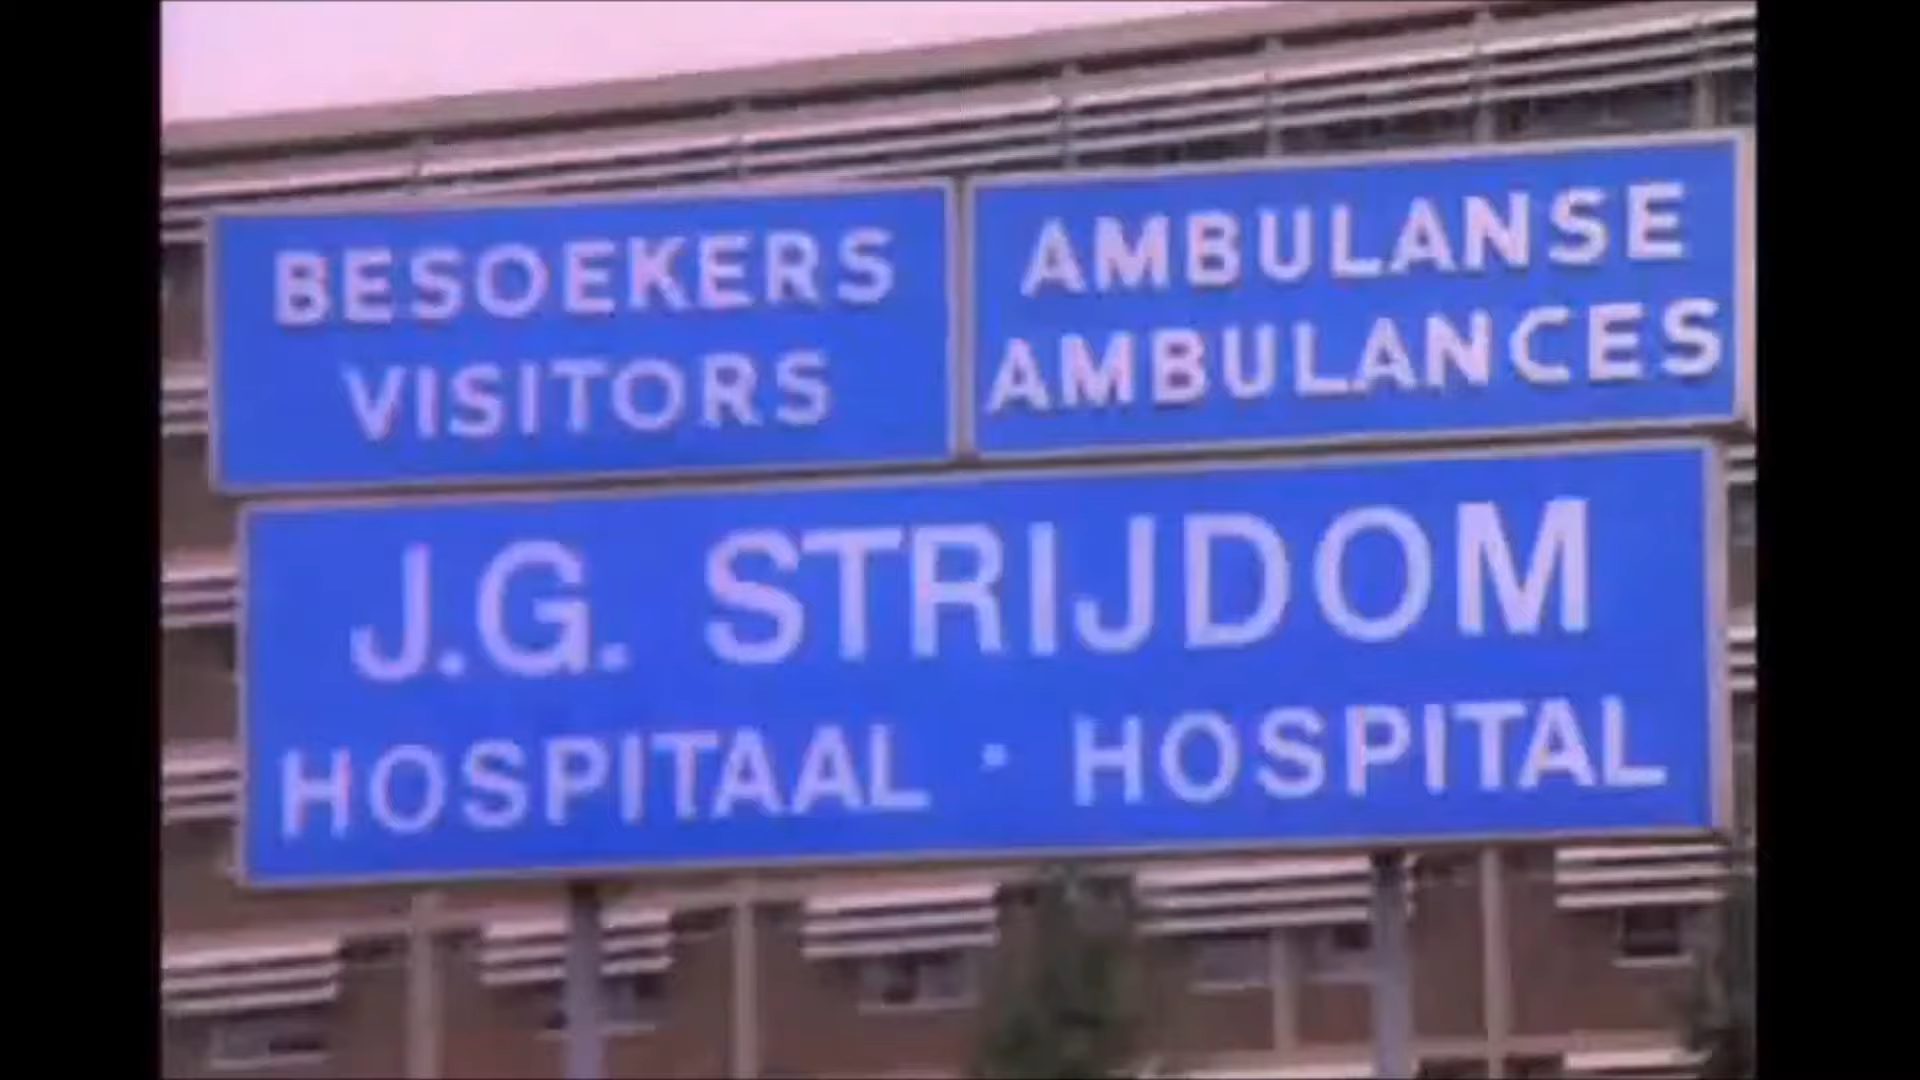 BESOEKERS
VISITORS
AMBULANSE
AMBULANCES
J.G. STRIJDOM
HOSPITAAL · HOSPITAL